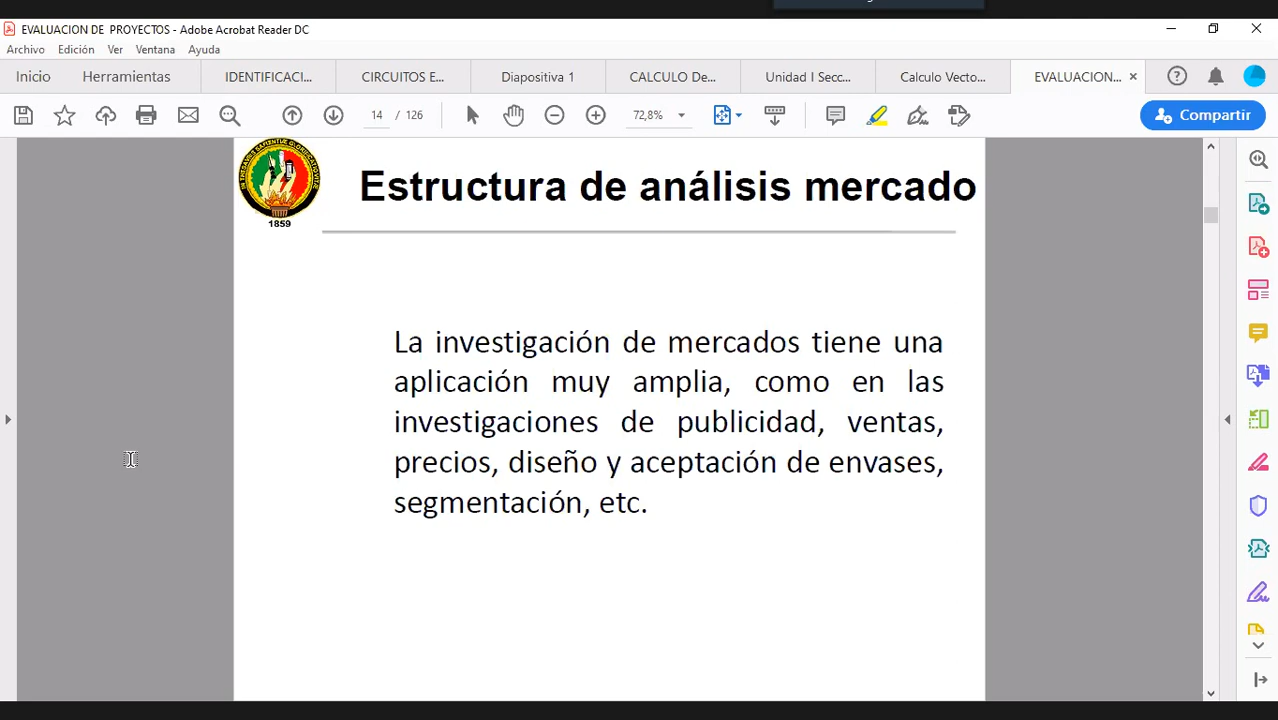 EVALUACION DE PROYECTOS - Adobe Acrobat Reader DC
Archivo Edición Ver Ventana Ayuda
Inicio Herramientas IDENTIFICACI... CIRCUITOS E... Diapositiva 1 CALCULO De... Unidad I Secc... Calculo Vecto... EVALUACION... ×
14 / 126 72,8% Compartir
Estructura de análisis mercado
1859
La investigación de mercados tiene una
aplicación muy amplia, como en las
investigaciones de publicidad, ventas,
precios, diseño y aceptación de envases,
segmentación, etc.